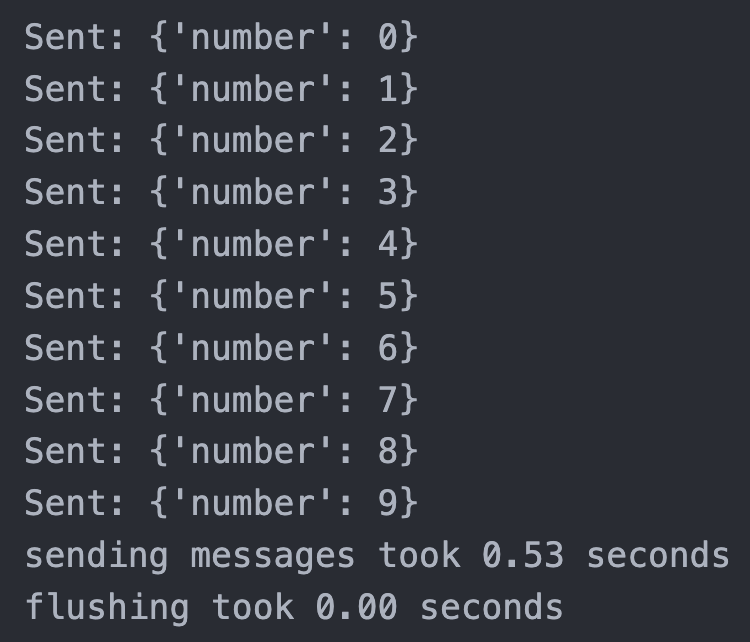 Sent: {'number': 0}
Sent: {'number': 1}
Sent: {'number': 2}
Sent: {'number': 3}
Sent: {'number': 4}
Sent: {'number': 5}
Sent: {'number': 6}
Sent: {'number': 7}
Sent: {'number': 8}
Sent: {'number': 9}
sending messages took 0.53 seconds
flushing took 0.00 seconds